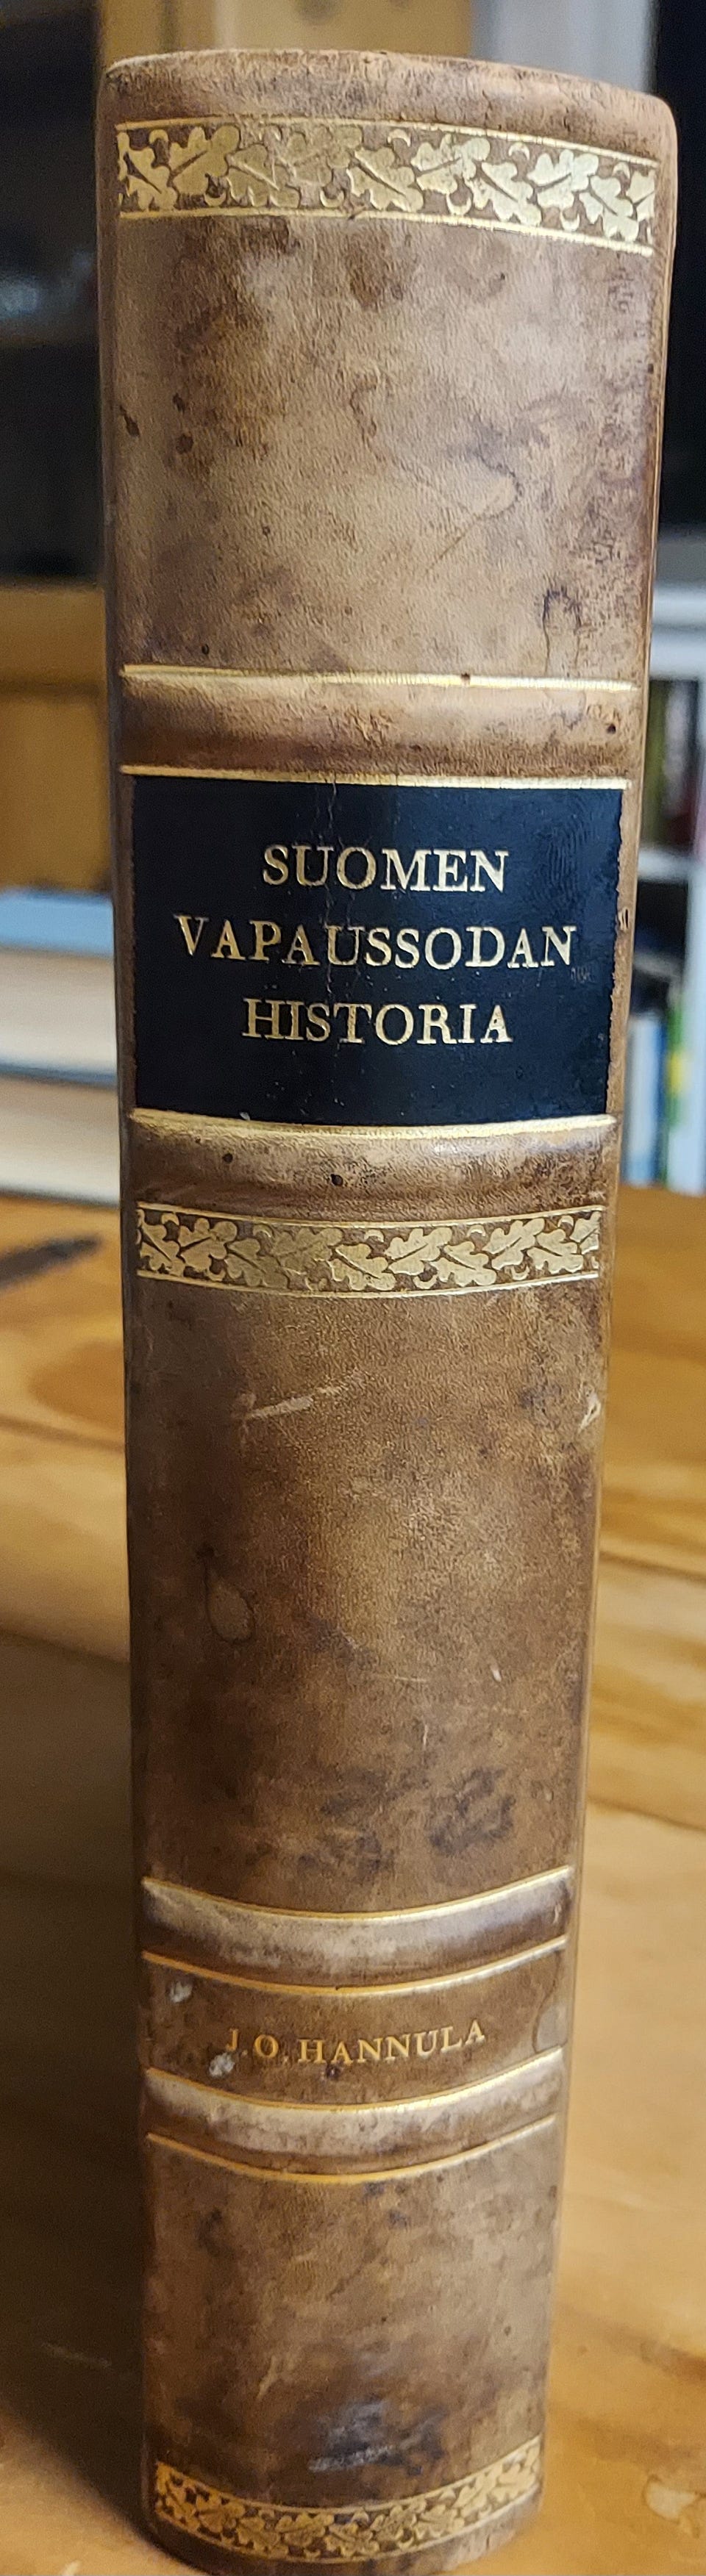 SUOMEN
VAPAUSSODAN
HISTORIA
J.O. HANNULA